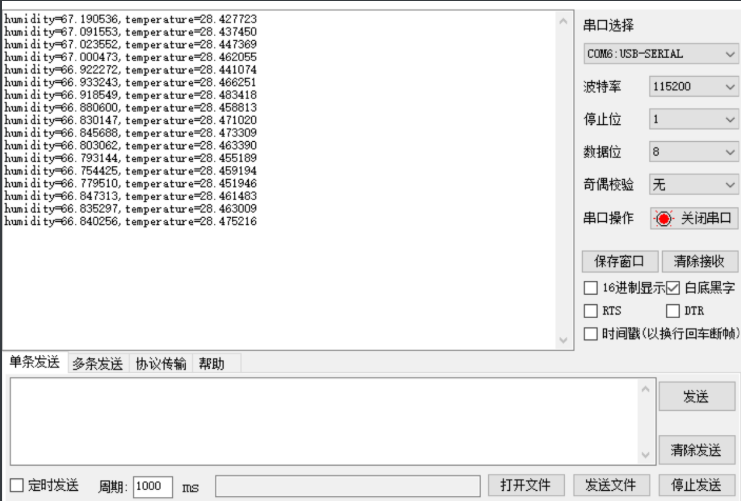 humidity=67.190536, temperature=28.427723
humidity=67.091553, temperature=28.437450
humidity=67.023552, temperature=28.447369
humidity=67.000473, temperature=28.462055
humidity=66.922272, temperature=28.441074
humidity=66.933243, temperature=28.466251
humidity=66.918549, temperature=28.483418
humidity=66.880600, temperature=28.458813
humidity=66.830147, temperature=28.471020
humidity=66.845688, temperature=28.473309
humidity=66.803062, temperature=28.463390
humidity=66.793144, temperature=28.455189
humidity=66.754425, temperature=28.459194
humidity=66.779510, temperature=28.451946
humidity=66.847313, temperature=28.461483
humidity=66.835297, temperature=28.463009
humidity=66.840256, temperature=28.475216
串口选择
COM6:USB-SERIAL
波特率 115200
停止位 1
数据位 8
奇偶校验 无
串口操作 关闭串口
保存窗口 清除接收
16进制显示 白底黑字
RTS DTR
时间戳(以换行回车断帧)
单条发送 多条发送 协议传输 帮助
发送
清除发送
定时发送 周期: 1000 ms 打开文件 发送文件 停止发送